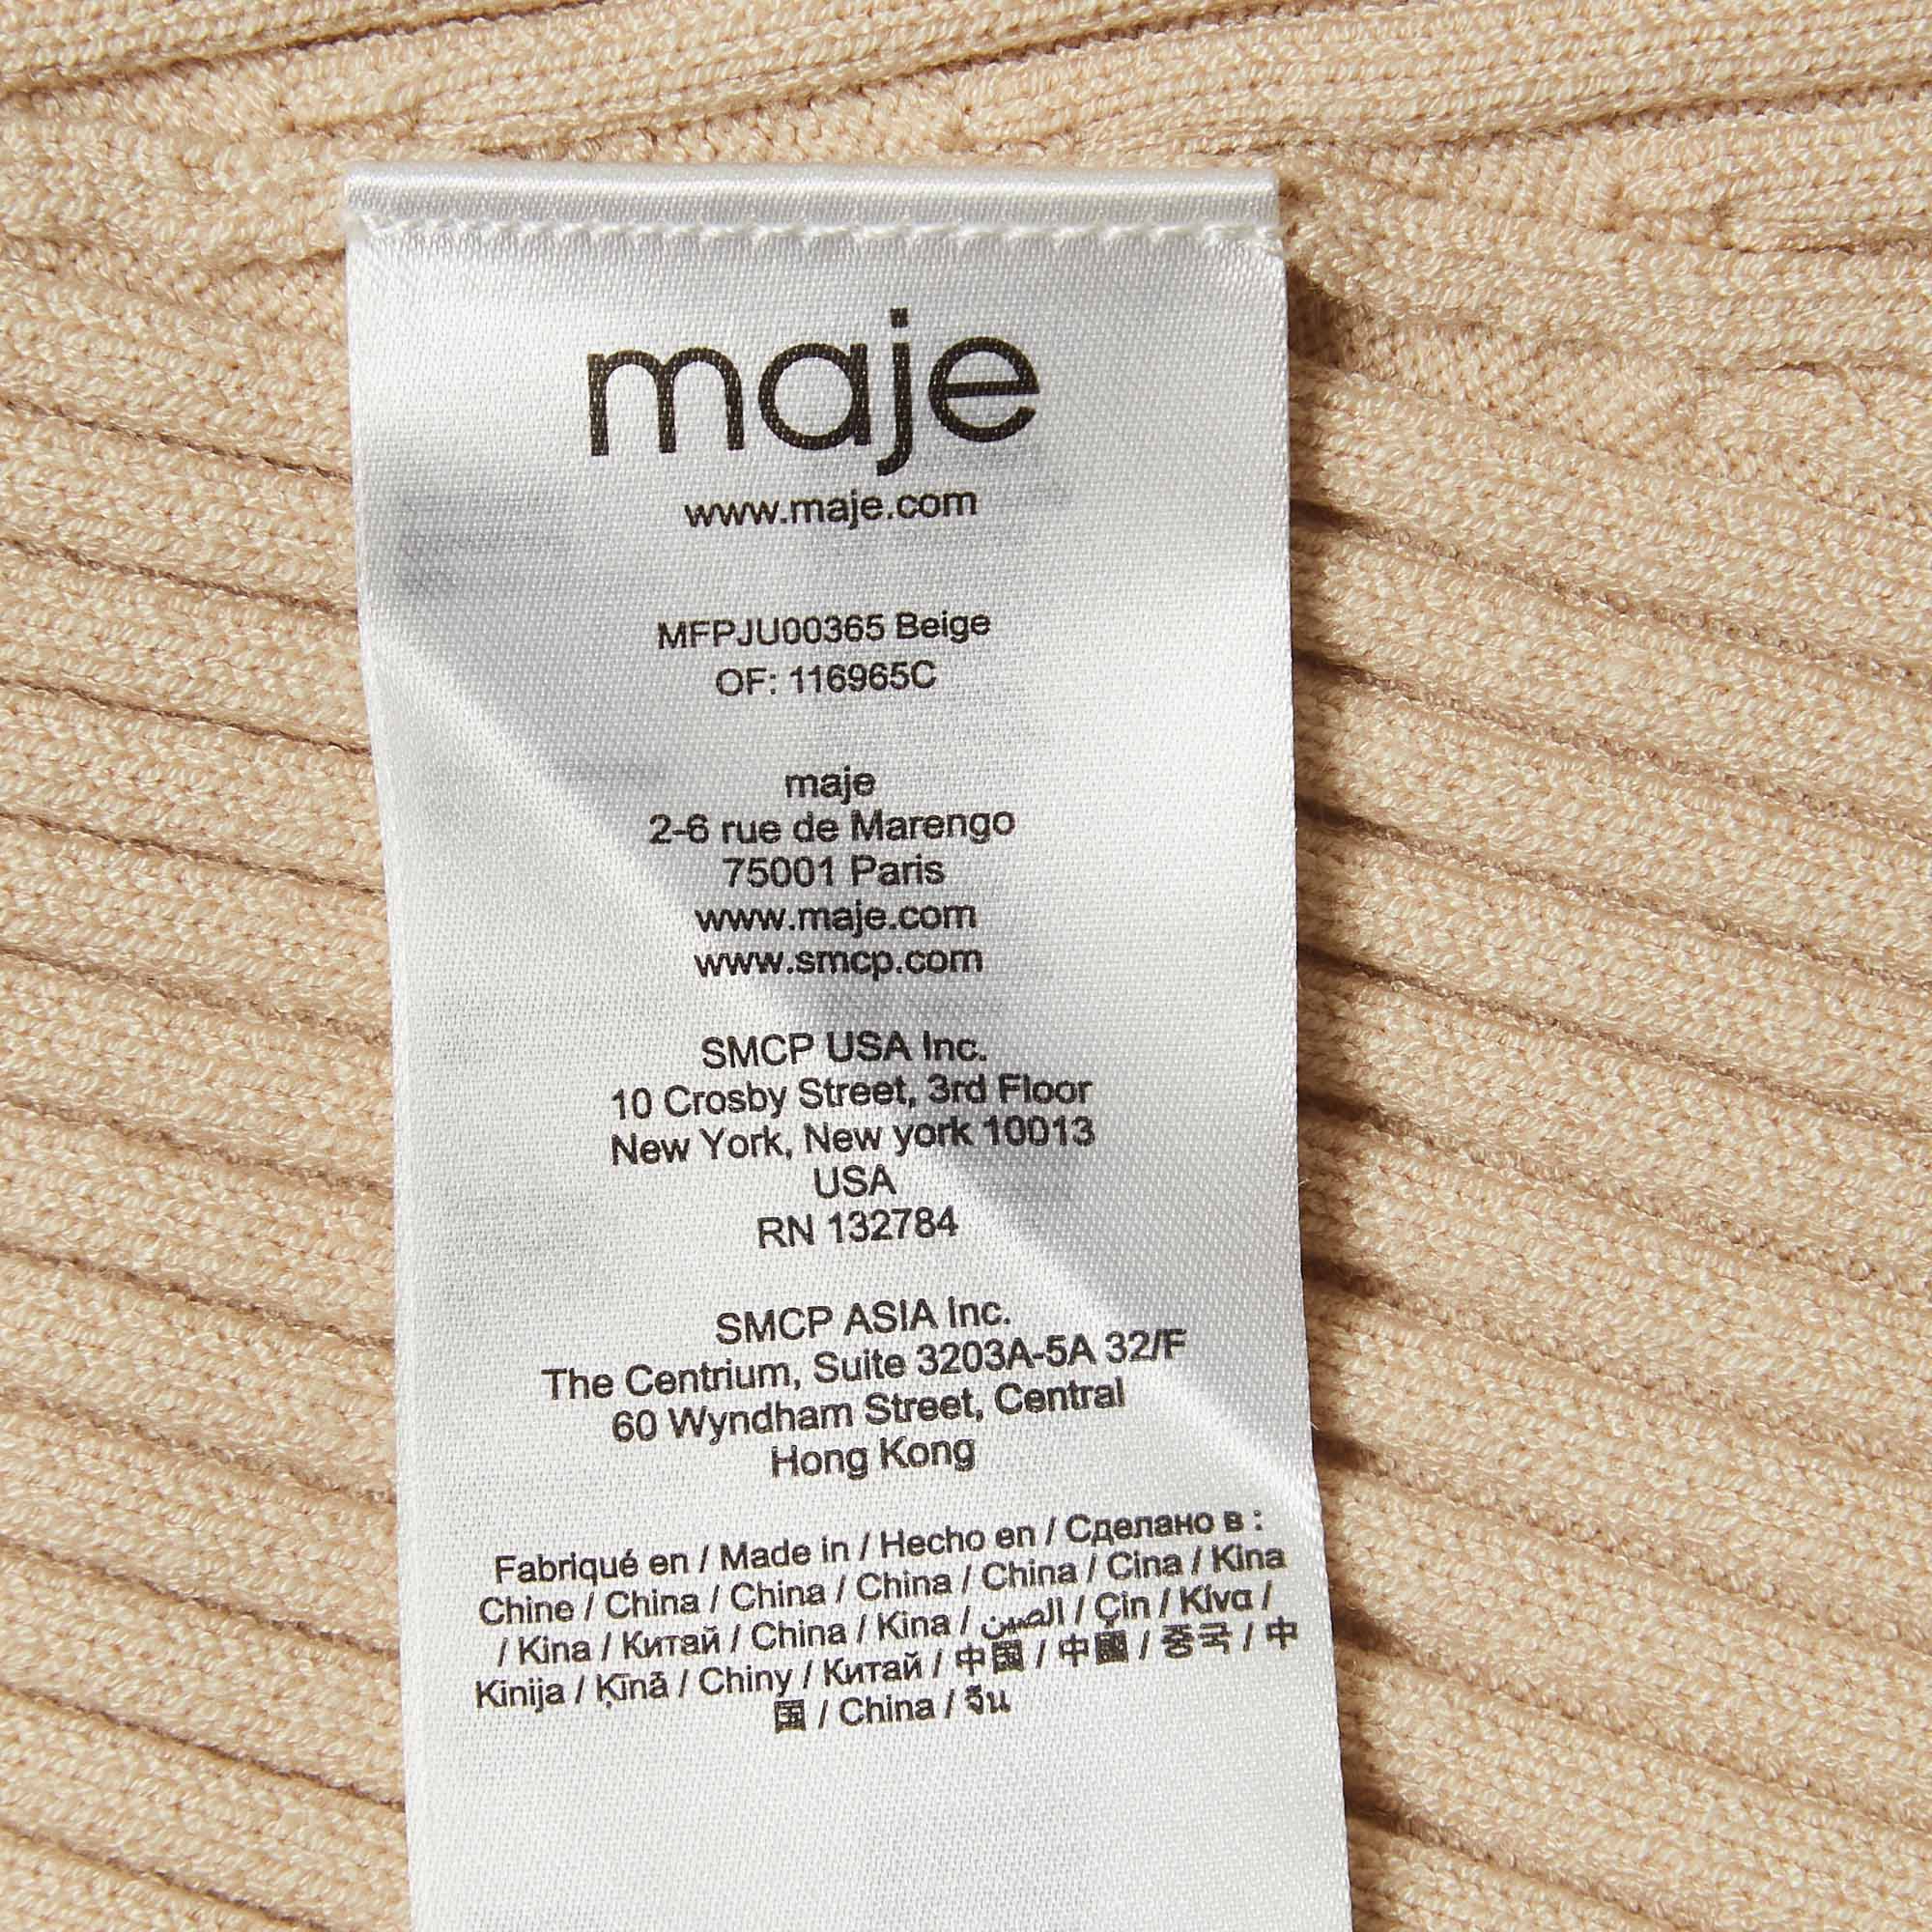 maje
www.maje.com
MFPJU00365 Beige
OF: 116965C
maje
2-6 rue de Marengo
75001 Paris
www.maje.com
www.smcp.com
SMCP USA Inc.
10 Crosby Street, 3rd Floor
New York, New york 10013
USA
RN 132784
SMCP ASIA Inc.
The Centrium, Suite 3203A-5A 32/F
60 Wyndham Street, Central
Hong Kong
Fabriqué en / Made in / Hecho en / Сделано в :
Chine / China / China / China / China / Cina / Kina
/ Kina / Китай / China / Kina / الصين / Çin / Kíva /
Kinija / Ķīnā / Chiny / Китай / 中国 / 中國 / 중국 / 中
国 / China / จีน